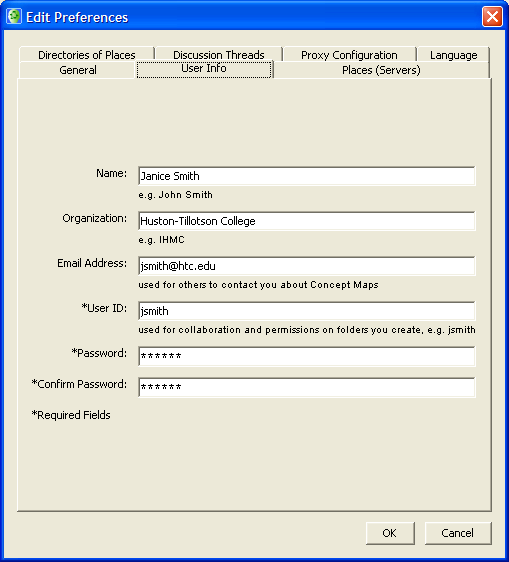 Edit Preferences
Directories of Places Discussion Threads Proxy Configuration Language
General User Info Places (Servers)
Name: Janice Smith
e.g. John Smith
Organization: Huston-Tillotson College
e.g. IHMC
Email Address: jsmith@htc.edu
used for others to contact you about Concept Maps
*User ID: jsmith
used for collaboration and permissions on folders you create, e.g. jsmith
*Password: ******
*Confirm Password: ******
*Required Fields
OK Cancel